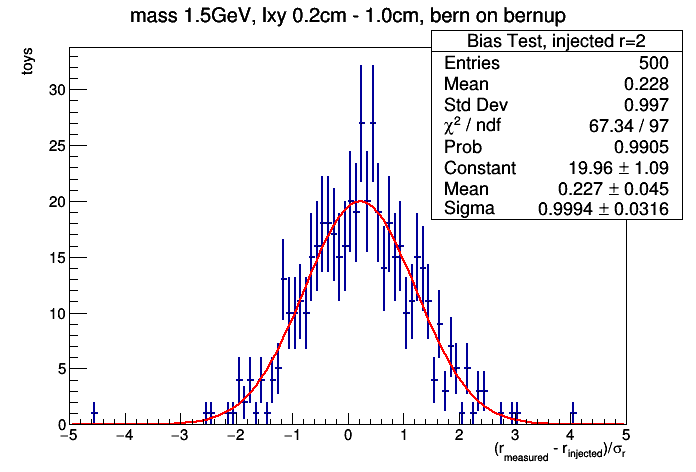 mass 1.5GeV, lxy 0.2cm - 1.0cm, bern on bernup
toys
Bias Test, injected r=2
Entries 500
Mean 0.228
Std Dev 0.997
χ² / ndf 67.34 / 97
Prob 0.9905
Constant 19.96 ± 1.09
Mean 0.227 ± 0.045
Sigma 0.9994 ± 0.0316
30
25
20
15
10
5
0
−5 −4 −3 −2 −1 0 1 2 3 4 5
(r_measured - r_injected)/σ_r